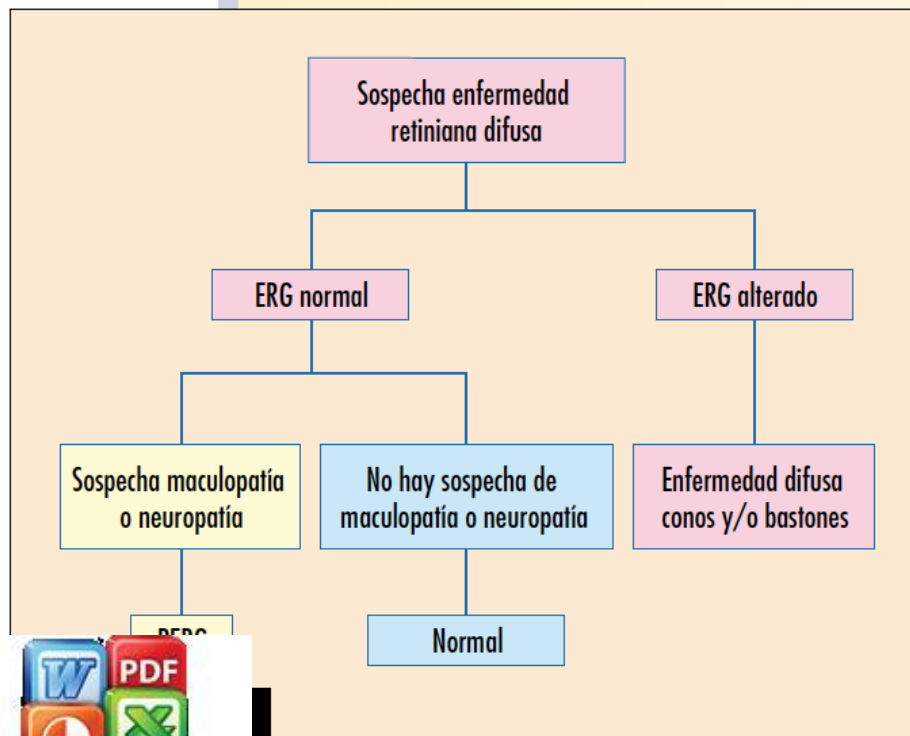 Sospecha enfermedad
retiniana difusa
ERG normal
ERG alterado
Sospecha maculopatía
o neuropatía
No hay sospecha de
maculopatía o neuropatía
Enfermedad difusa
conos y/o bastones
PERG
Normal
W
PDF
X